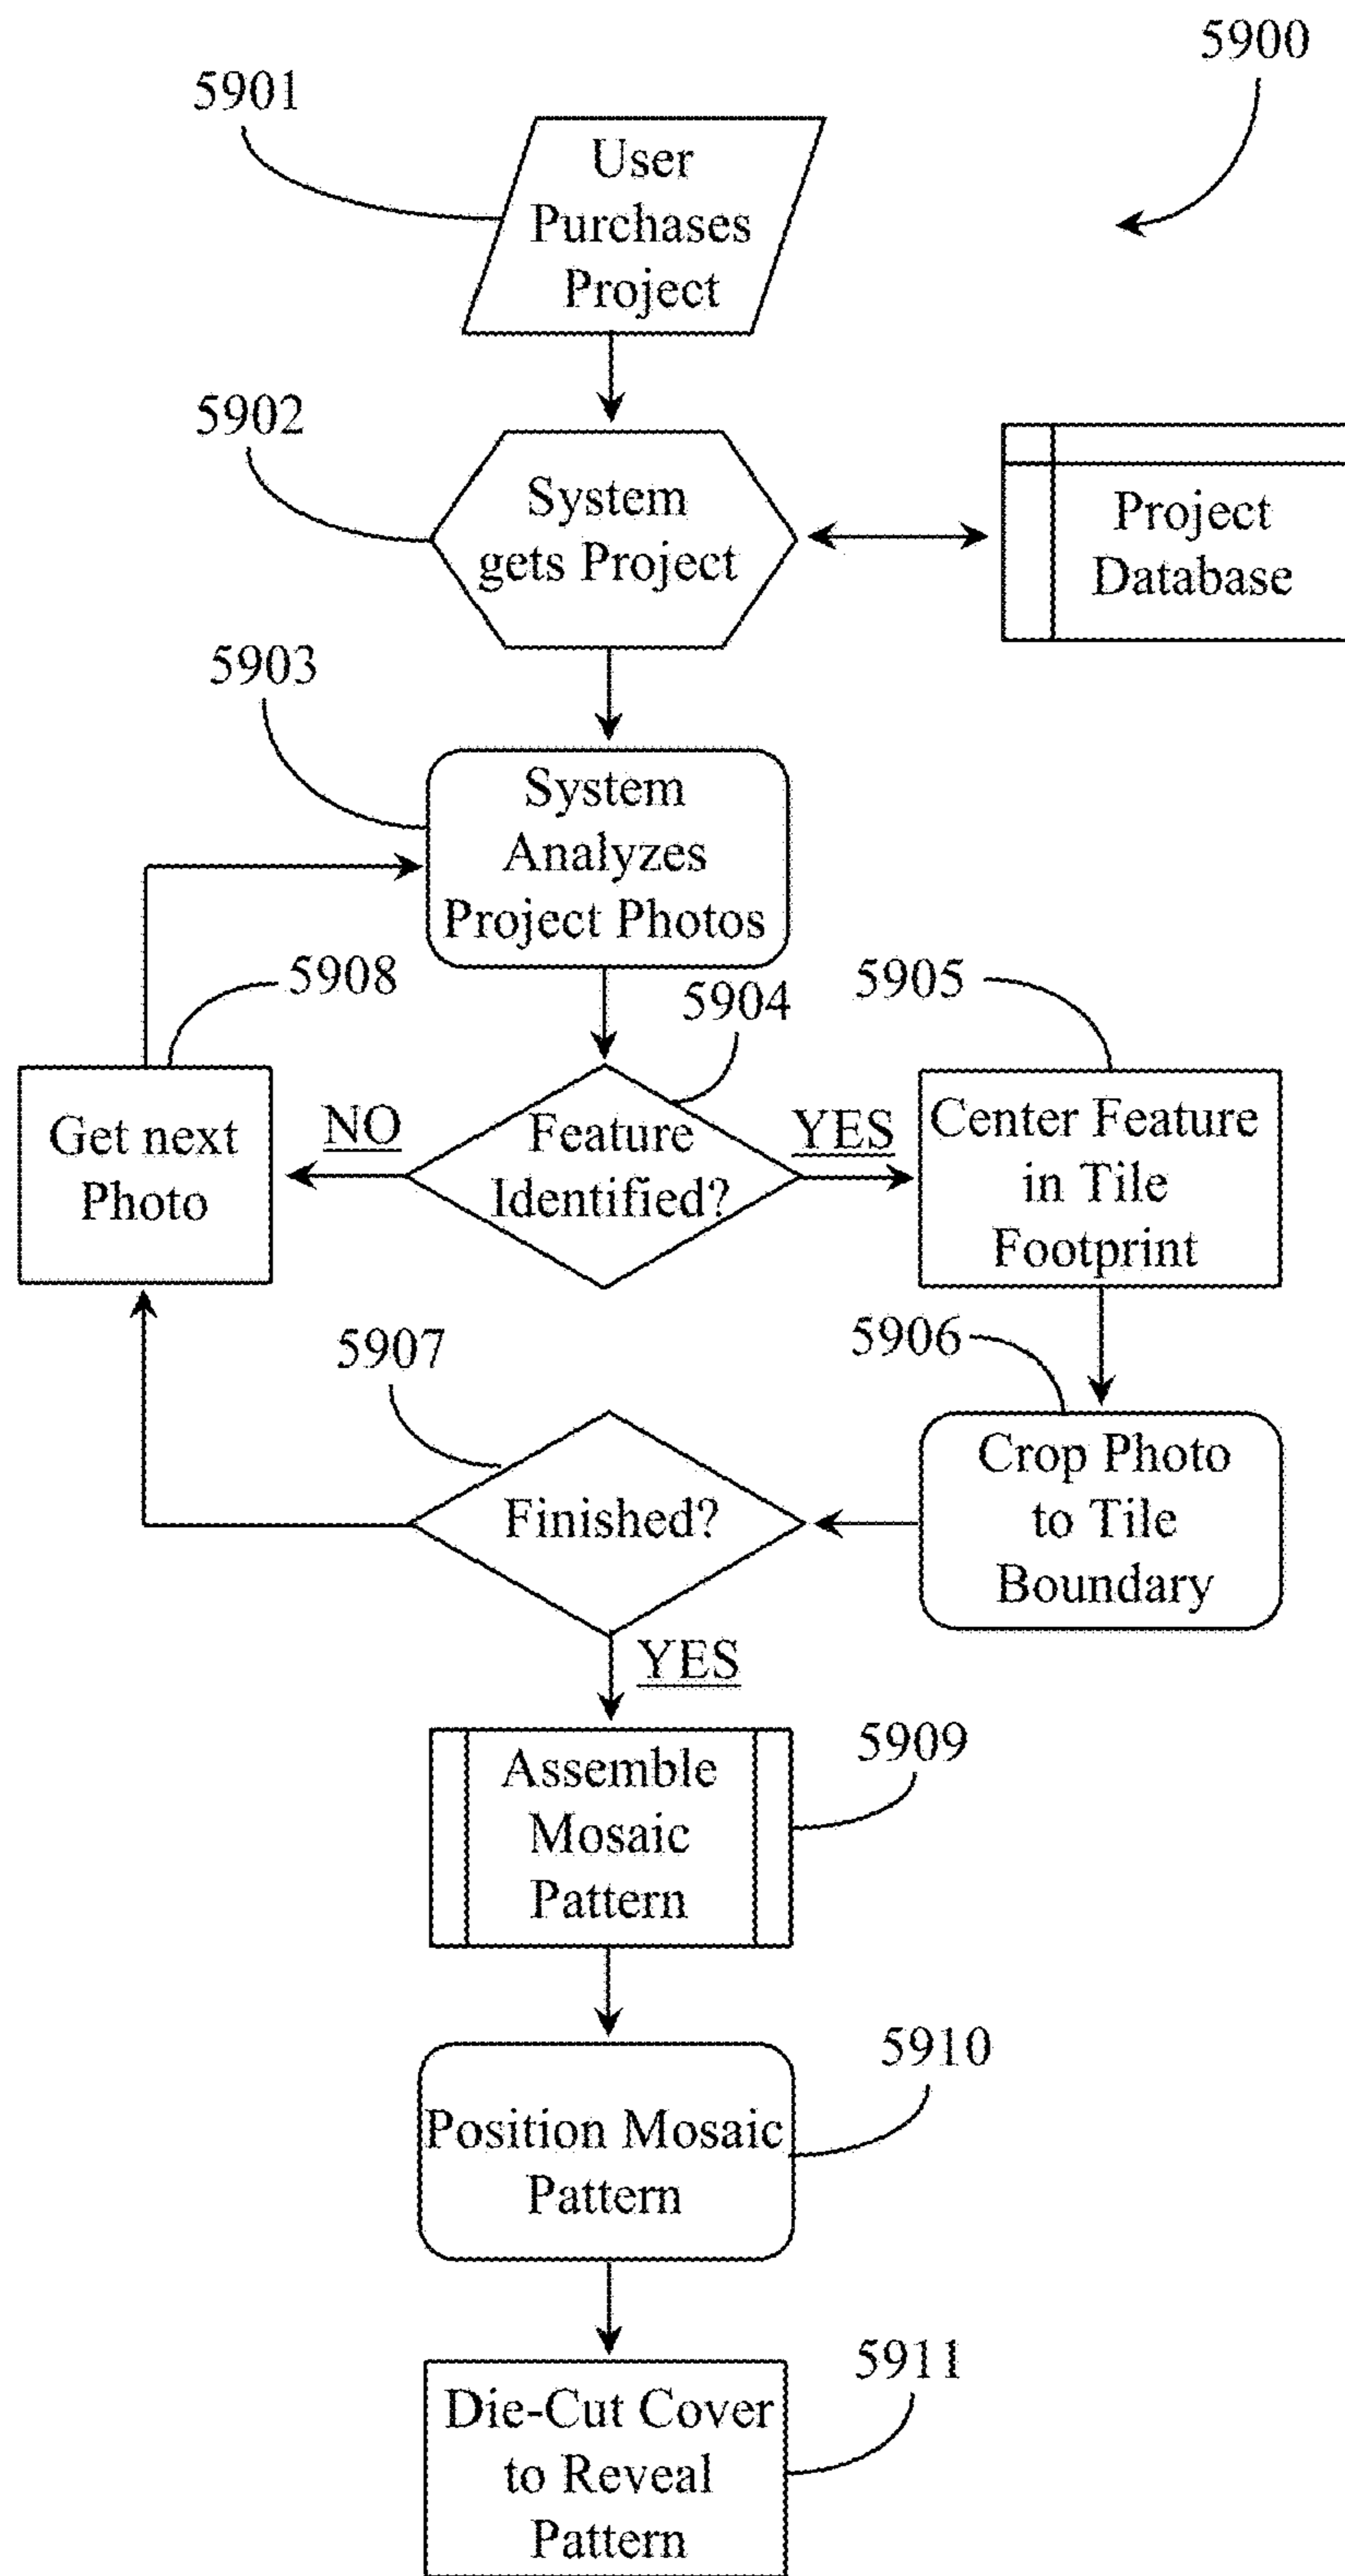 5900
5901
User
Purchases
Project
5902
System
gets Project
Project
Database
5903
System
Analyzes
Project Photos
5908
5904
5905
Get next
Photo
NO
Feature
Identified?
YES
Center Feature
in Tile
Footprint
5907
5906
Finished?
Crop Photo
to Tile
Boundary
YES
Assemble
Mosaic
Pattern
5909
5910
Position Mosaic
Pattern
5911
Die-Cut Cover
to Reveal
Pattern